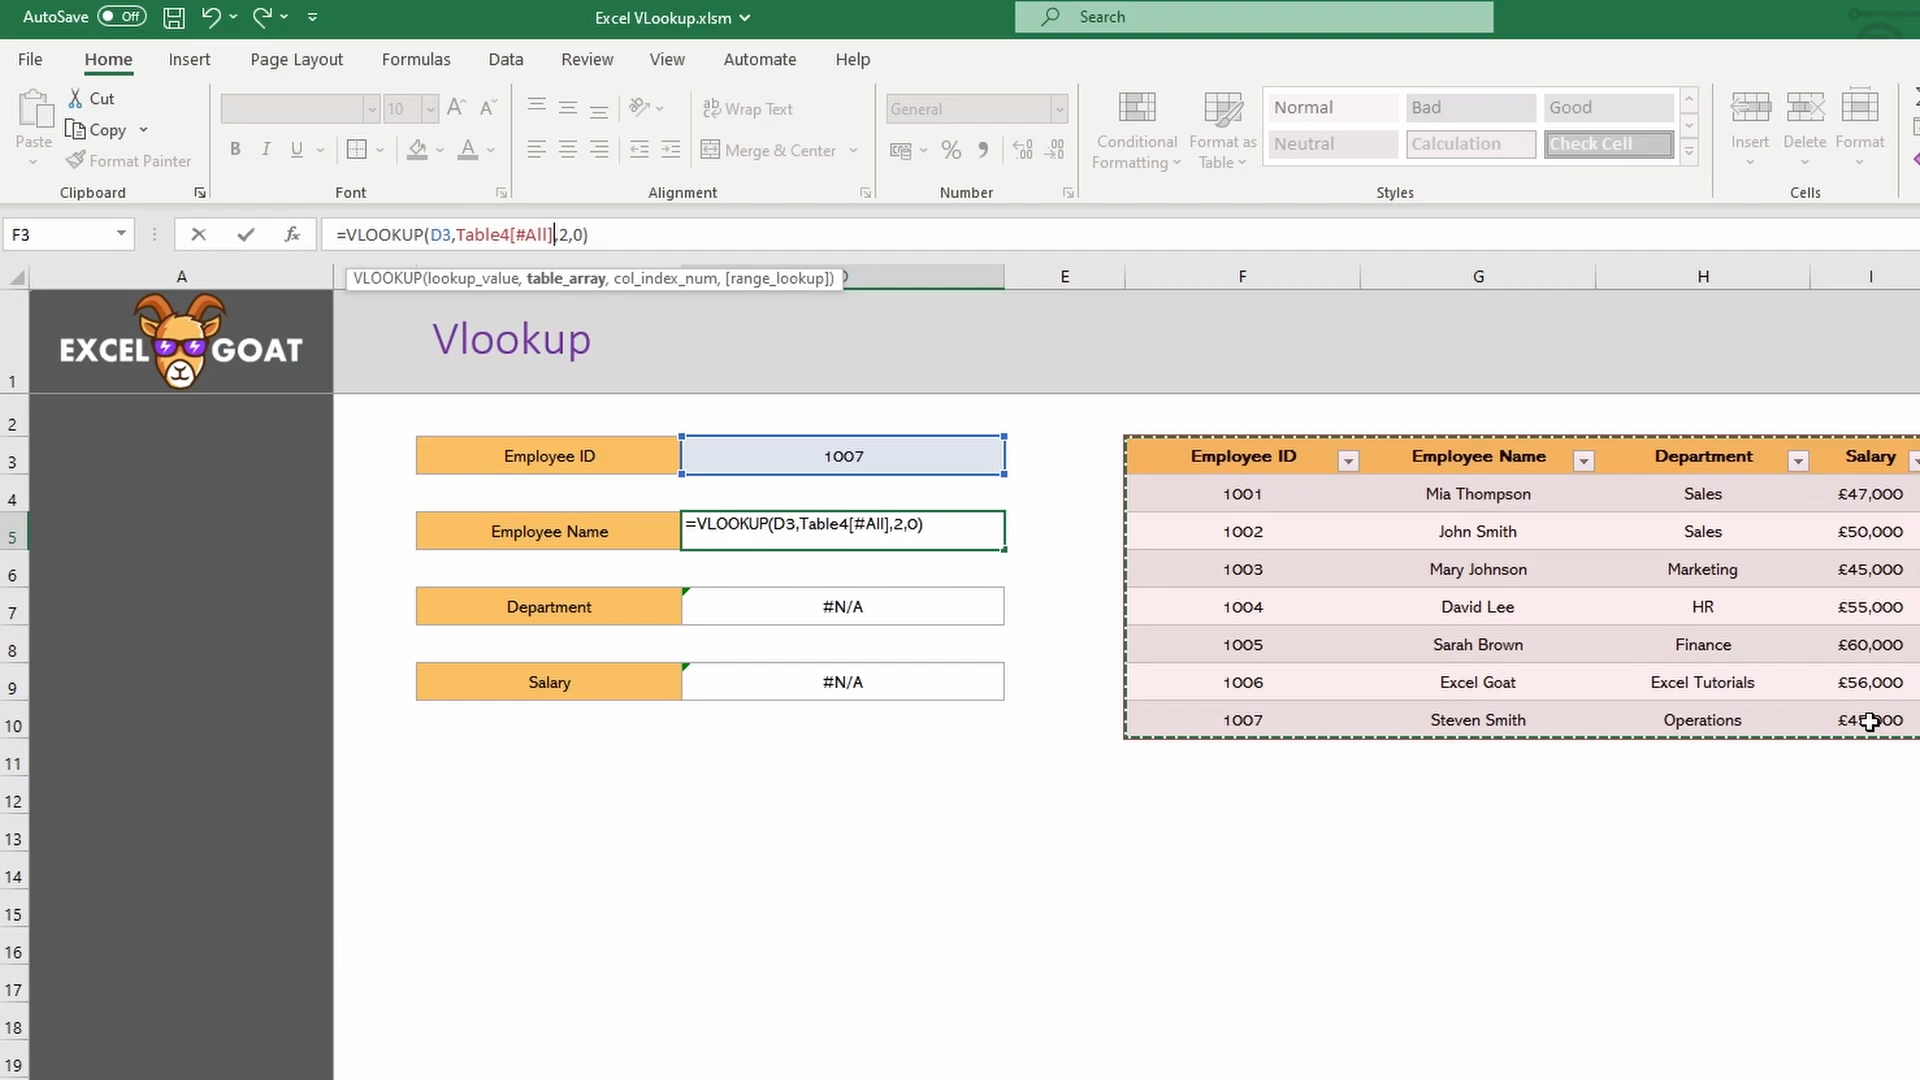 AutoSave Off Excel VLookup.xlsm Search
File Home Insert Page Layout Formulas Data Review View Automate Help
Paste Cut Copy Format Painter Clipboard
10 B I U Font
ab Wrap Text Merge & Center Alignment
General % Number
Conditional Formatting Format as Table
Normal Bad Good
Neutral Calculation Check Cell
Styles
Insert Delete Format
Cells
F3 fx =VLOOKUP(D3,Table4[#All],2,0)
VLOOKUP(lookup_value, table_array, col_index_num, [range_lookup])
A E F G H I
EXCEL GOAT Vlookup
1
2
3 Employee ID 1007 Employee ID Employee Name Department Salary
4 1001 Mia Thompson Sales £47,000
5 Employee Name =VLOOKUP(D3,Table4[#All],2,0) 1002 John Smith Sales £50,000
6 1003 Mary Johnson Marketing £45,000
7 Department #N/A 1004 David Lee HR £55,000
8 1005 Sarah Brown Finance £60,000
9 Salary #N/A 1006 Excel Goat Excel Tutorials £56,000
10 1007 Steven Smith Operations
11
12
13
14
15
16
17
18
19